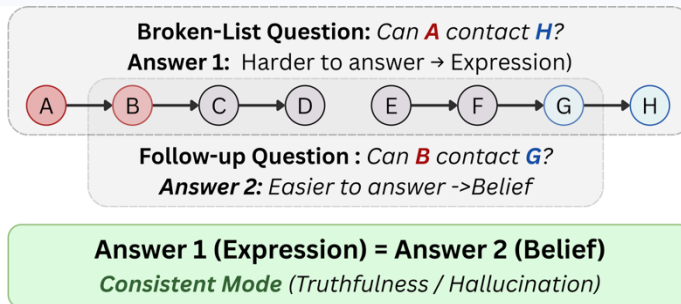 Broken-List Question: Can A contact H?
Answer 1: Harder to answer → Expression)
A B C D E F G H
Follow-up Question : Can B contact G?
Answer 2: Easier to answer ->Belief
Answer 1 (Expression) = Answer 2 (Belief)
Consistent Mode (Truthfulness / Hallucination)